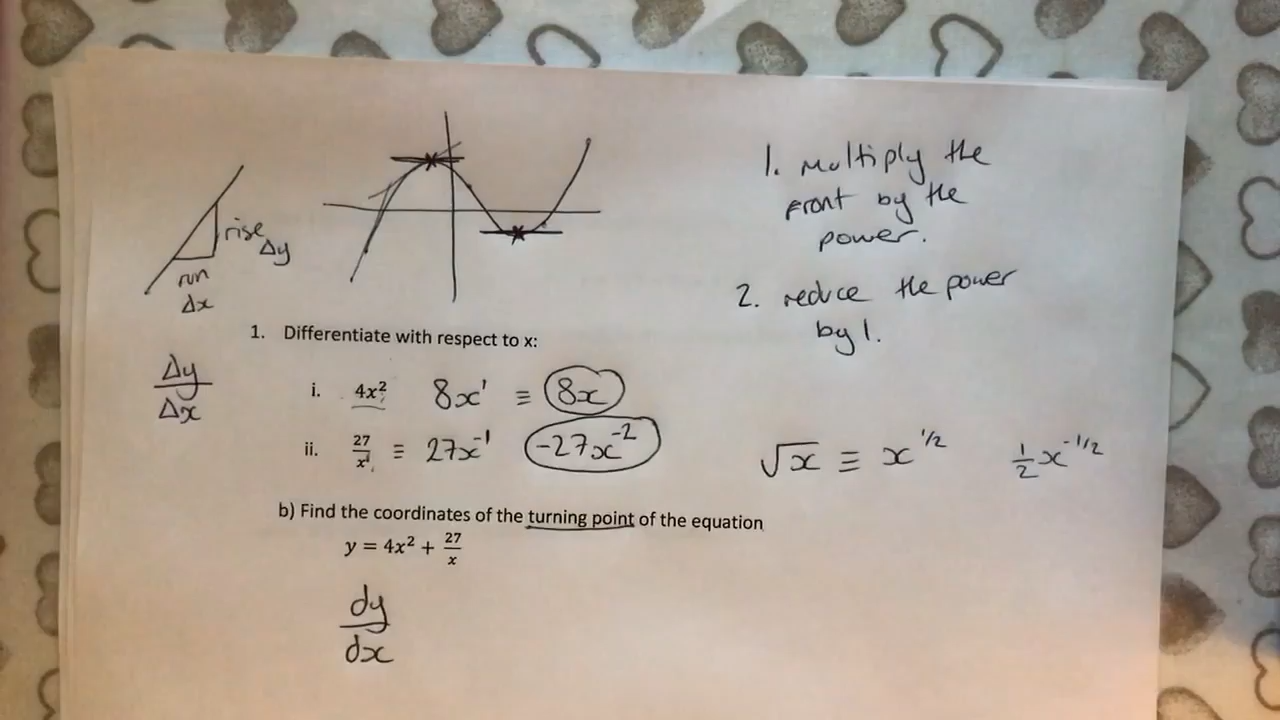 rise
Δy
run
Δx
Δy
Δx
1. Multiply the
front by the
power.
2. reduce the power
by 1.
1. Differentiate with respect to x:
i. 4x² 8x¹ ≡ 8x
ii. 27/x¹ ≡ 27x⁻¹ -27x⁻²
√x ≡ x^1/2 1/2 x^-1/2
b) Find the coordinates of the turning point of the equation
y = 4x² + 27/x
dy
dx